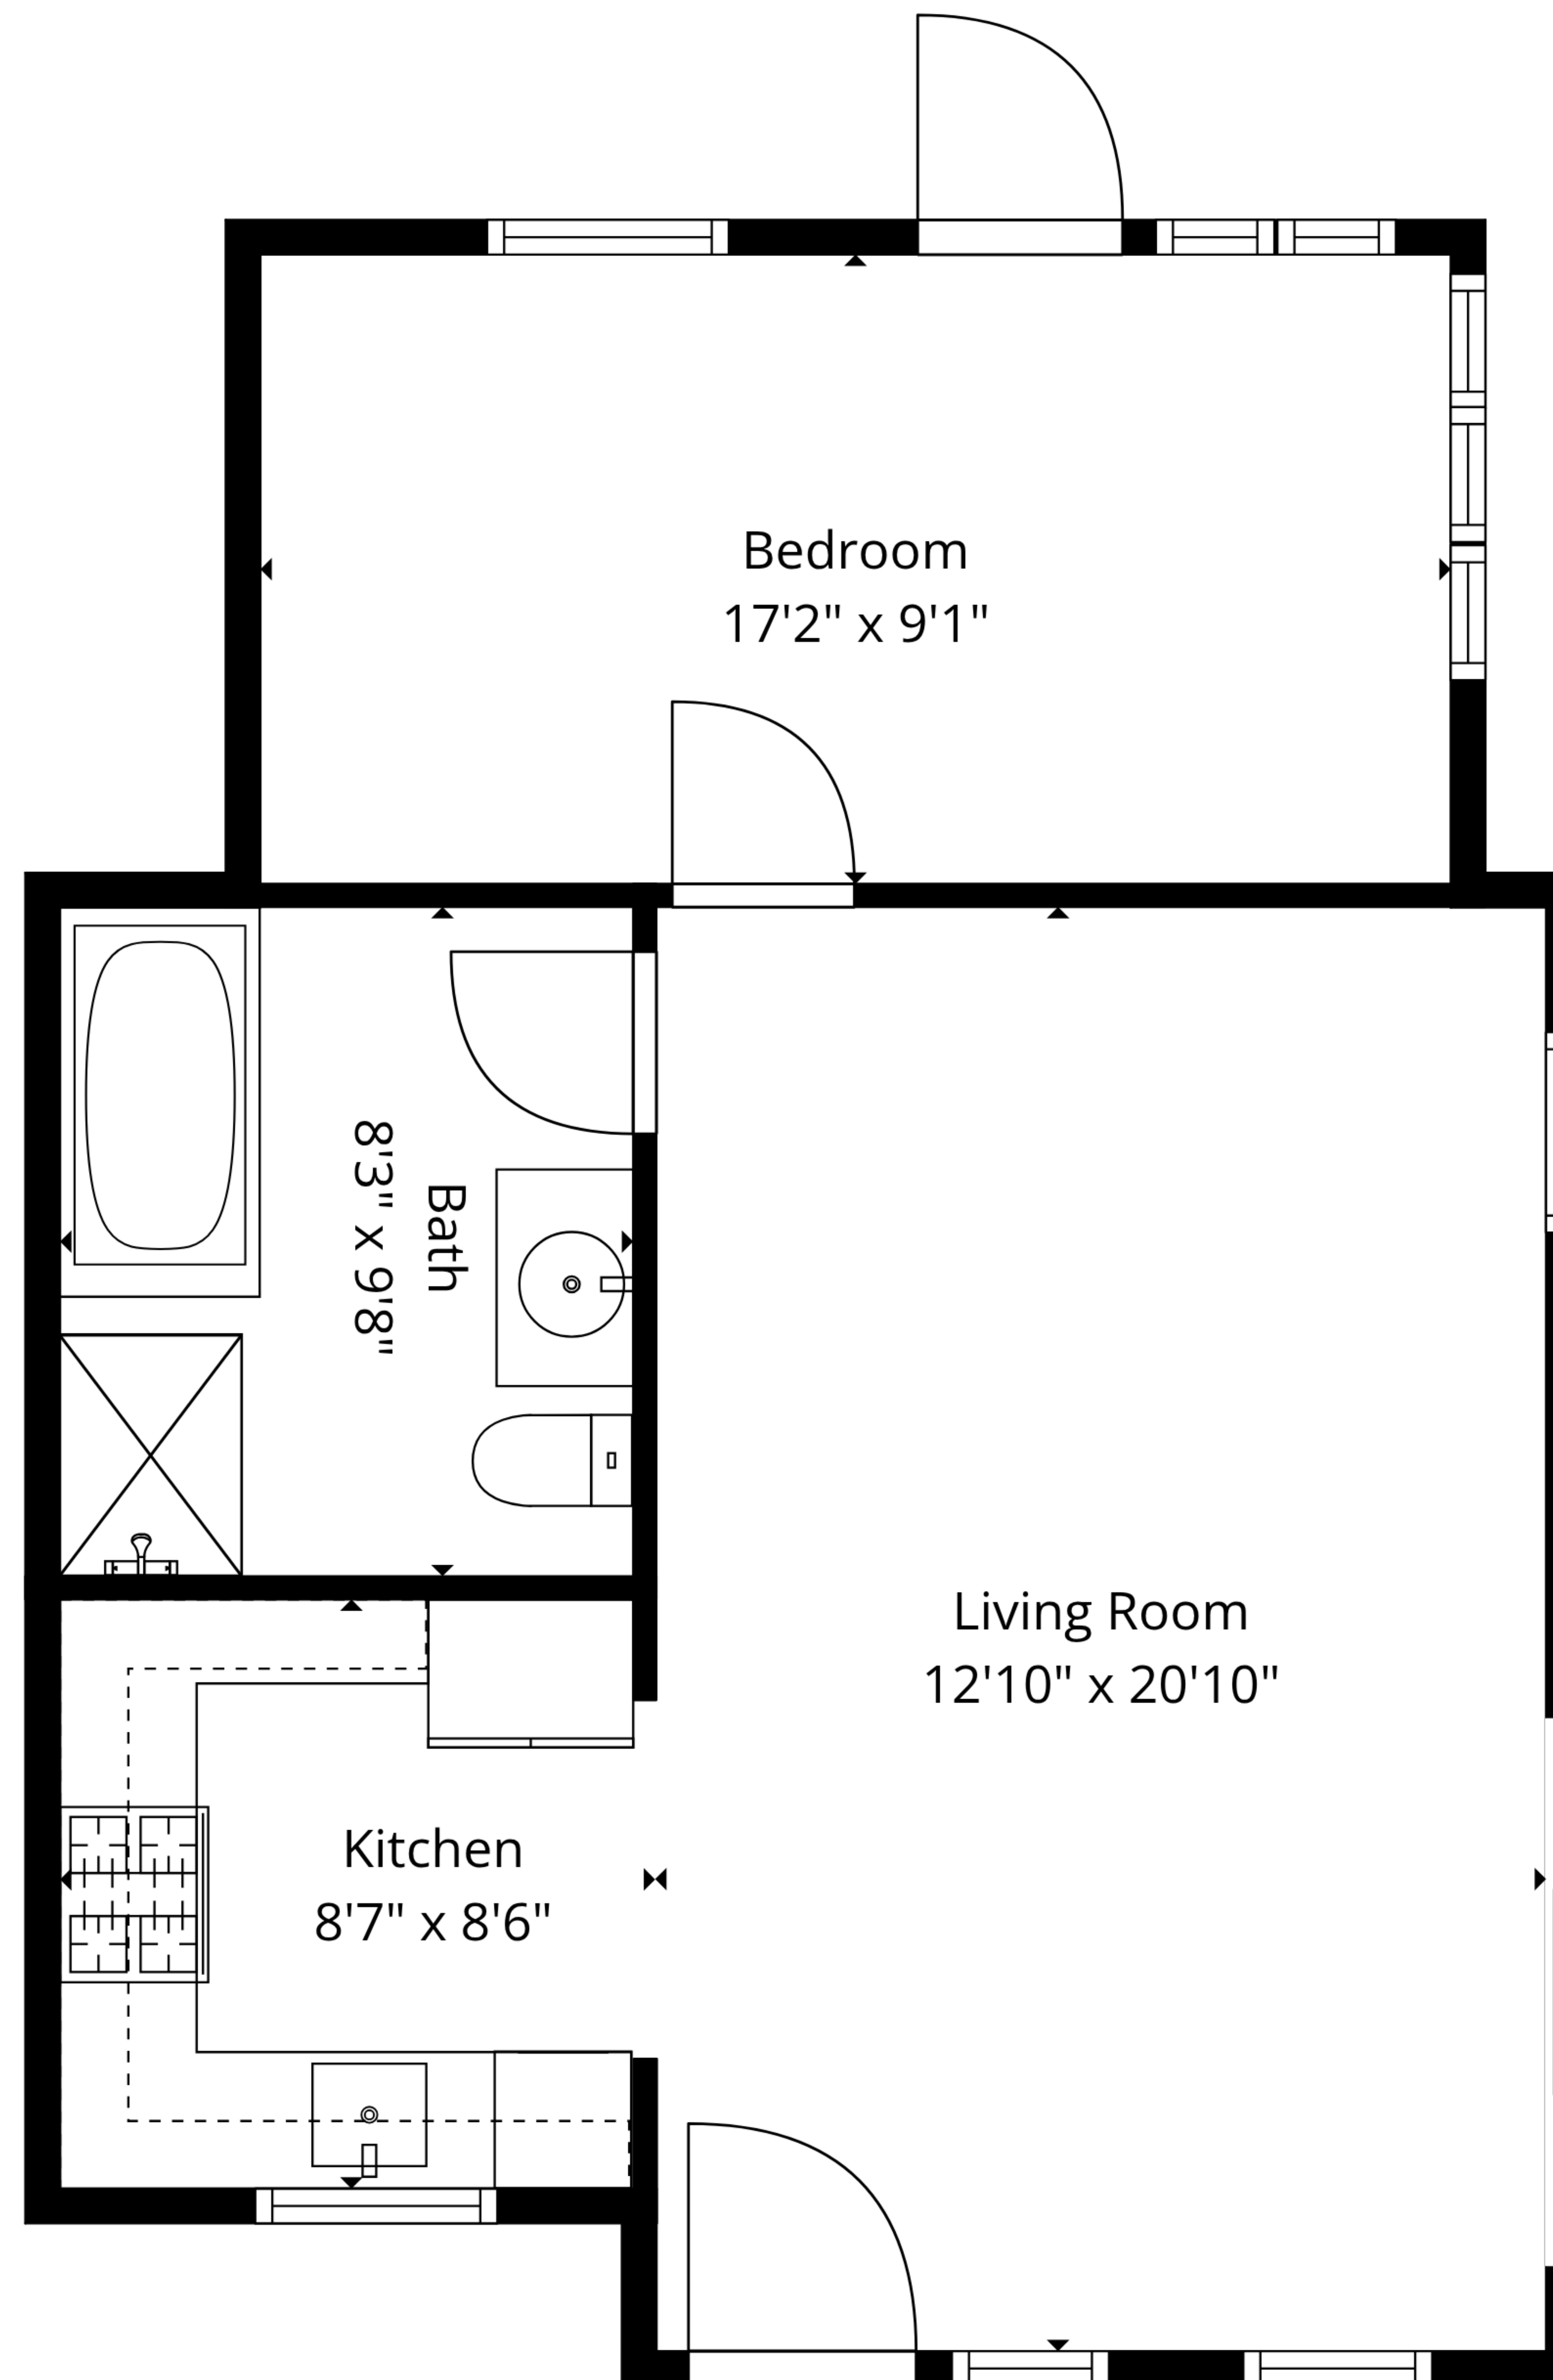 Bedroom
17'2" x 9'1"
Bath
8'3" x 9'8"
Living Room
12'10" x 20'10"
Kitchen
8'7" x 8'6"